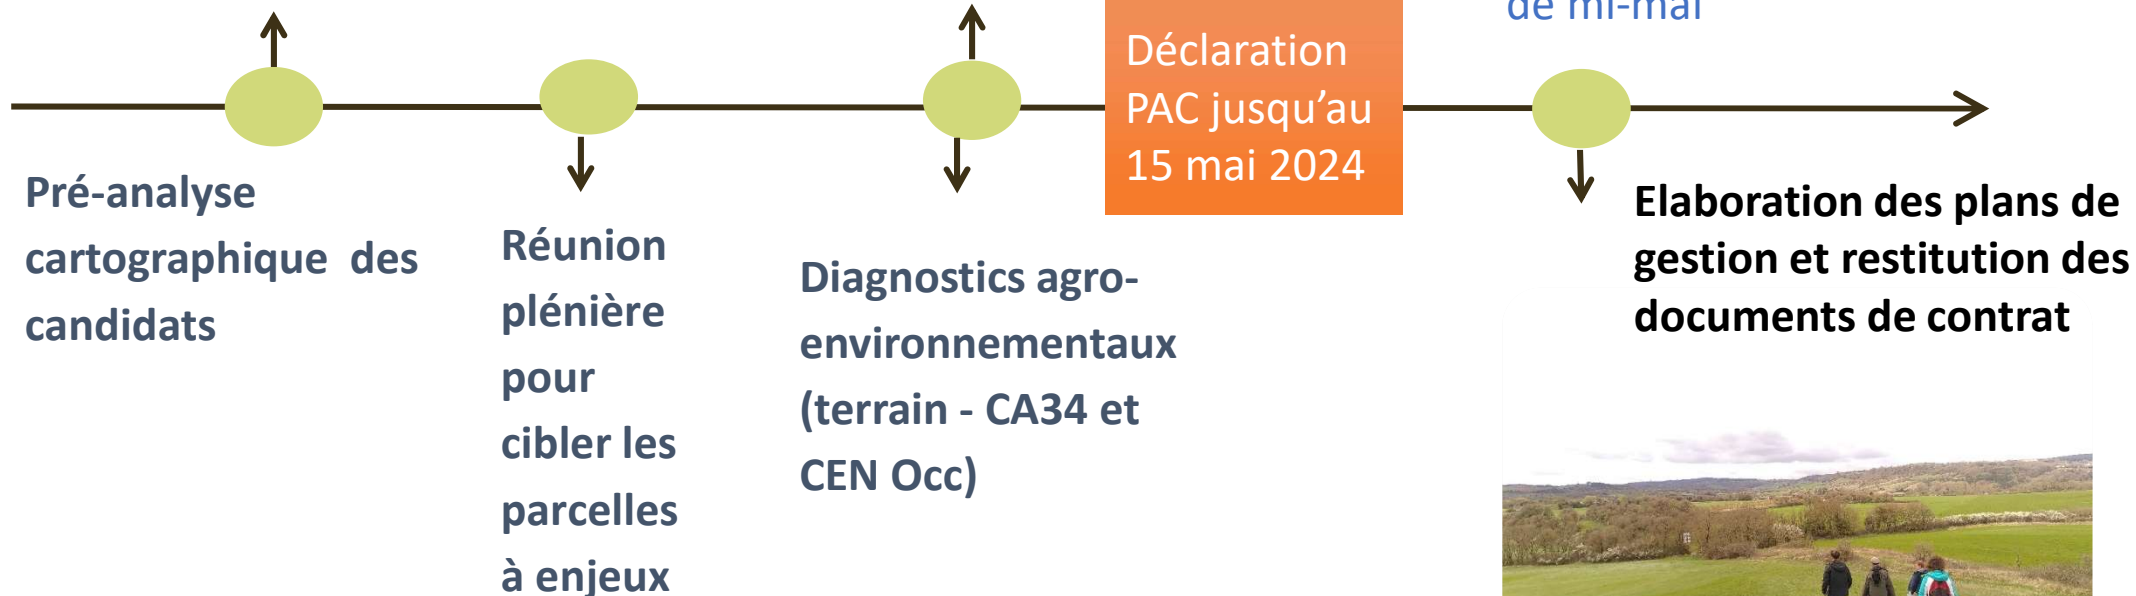 de mi-mai
Déclaration
PAC jusqu’au
15 mai 2024
Pré-analyse
cartographique des
candidats
Réunion
plénière
pour
cibler les
parcelles
à enjeux
Diagnostics agro-
environnementaux
(terrain - CA34 et
CEN Occ)
Elaboration des plans de
gestion et restitution des
documents de contrat